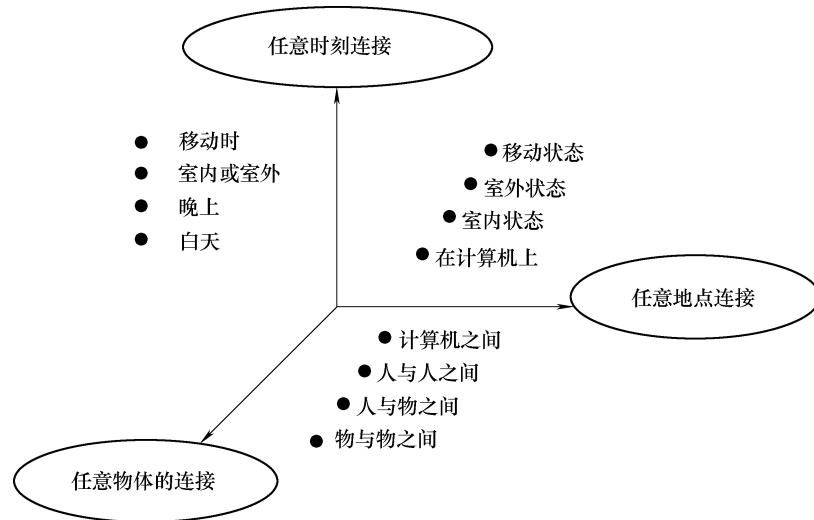 任意时刻连接
移动时
室内或室外
晚上
白天
移动状态
室外状态
室内状态
在计算机上
任意地点连接
计算机之间
人与人之间
人与物之间
物与物之间
任意物体的连接